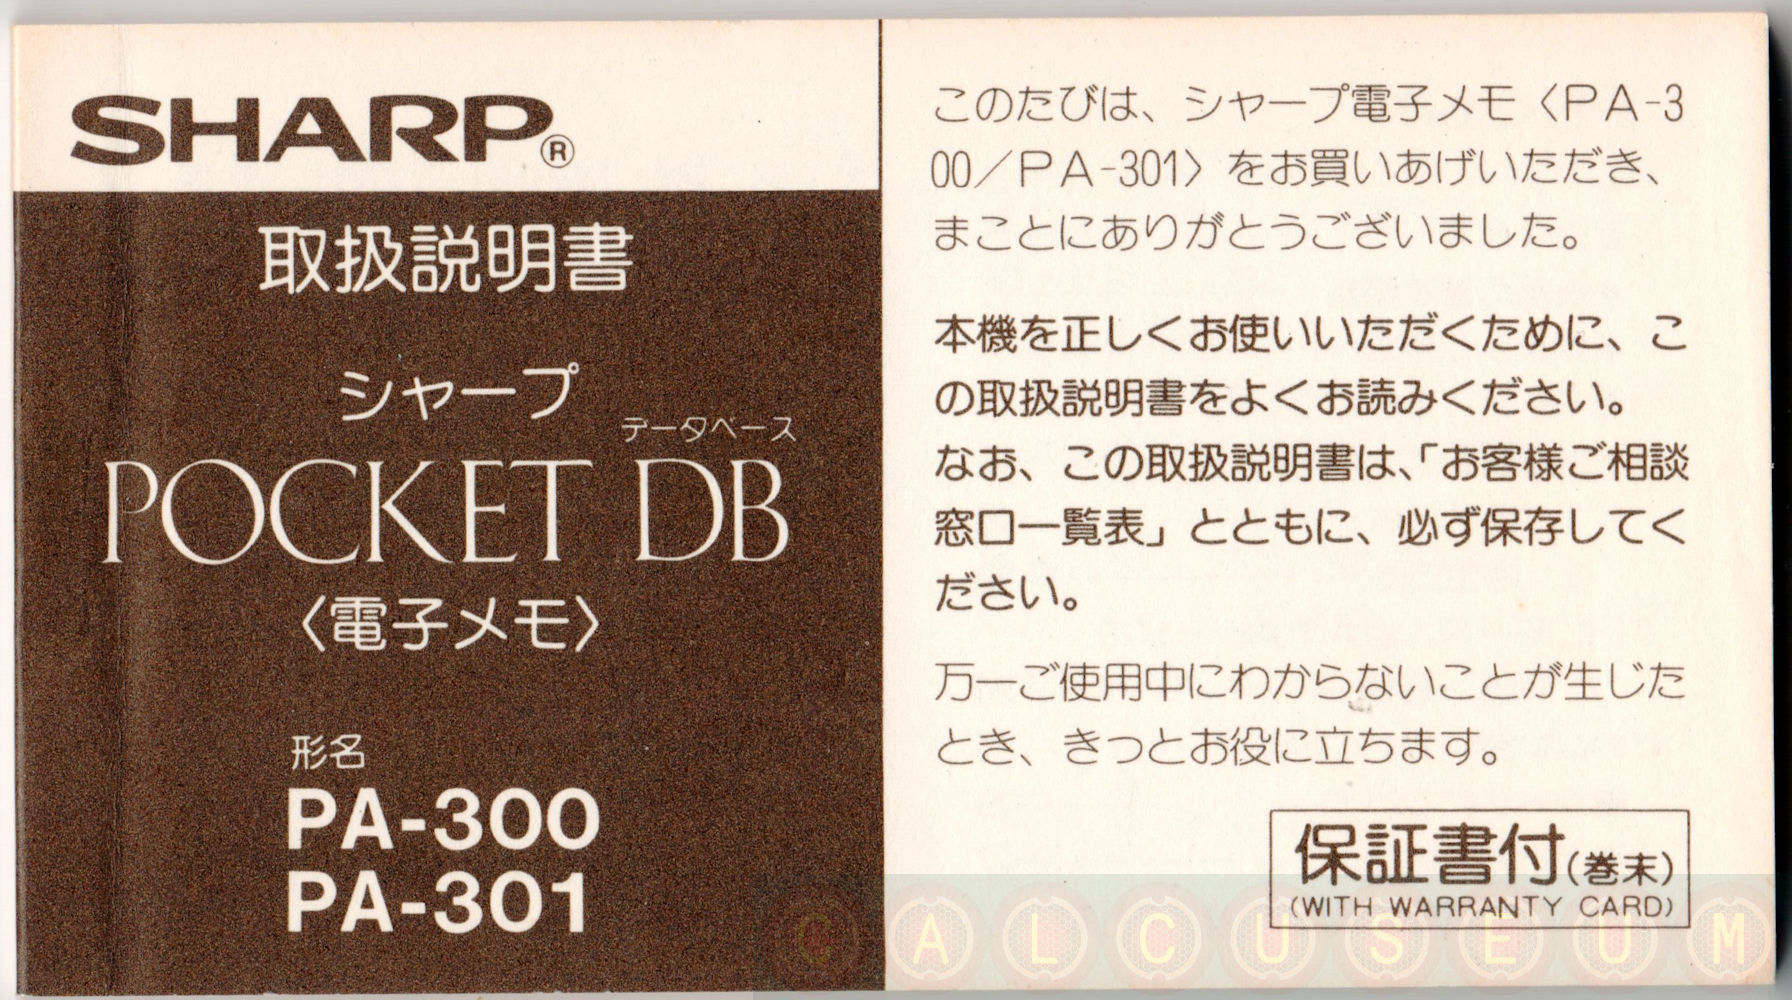 SHARP®
取扱説明書
シャープ
データベース
POCKET DB
〈電子メモ〉
形名
PA-300
PA-301
このたびは、シャープ電子メモ〈PA-3
00／PA-301〉をお買いあげいただき、
まことにありがとうございました。
本機を正しくお使いいただくために、こ
の取扱説明書をよくお読みください。
なお、この取扱説明書は、「お客様ご相談
窓口一覧表」とともに、必ず保存してく
ださい。
万一ご使用中にわからないことが生じた
とき、きっとお役に立ちます。
保証書付(巻末)
(WITH WARRANTY CARD)
CALCUSEUM